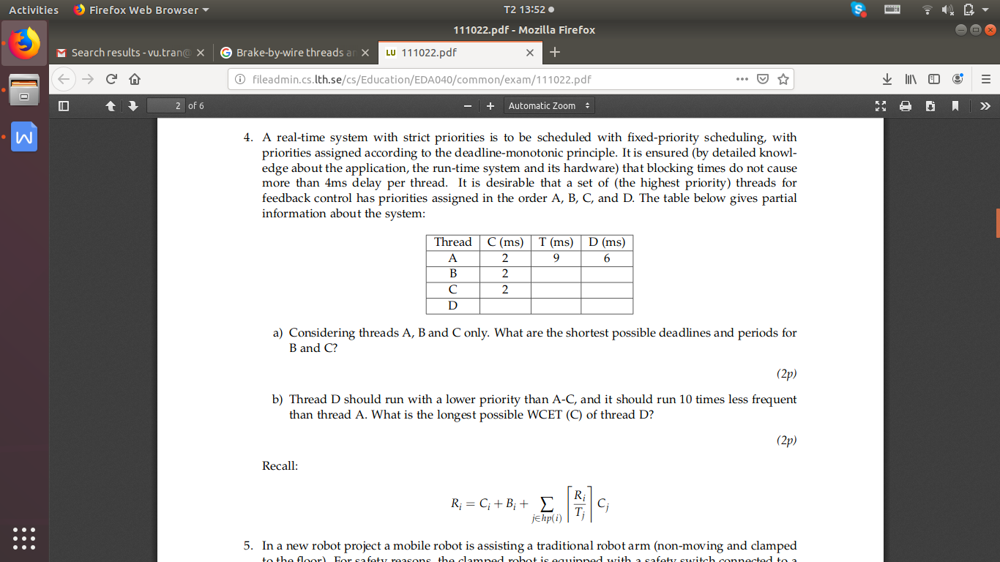 Activities Firefox Web Browser T2 13:52
111022.pdf - Mozilla Firefox
Search results - vu.tran@ Brake-by-wire threads ar LU 111022.pdf
fileadmin.cs.lth.se/cs/Education/EDA040/common/exam/111022.pdf
2 of 6 Automatic Zoom
4. A real-time system with strict priorities is to be scheduled with fixed-priority scheduling, with
priorities assigned according to the deadline-monotonic principle. It is ensured (by detailed knowl-
edge about the application, the run-time system and its hardware) that blocking times do not cause
more than 4ms delay per thread. It is desirable that a set of (the highest priority) threads for
feedback control has priorities assigned in the order A, B, C, and D. The table below gives partial
information about the system:
Thread C (ms) T (ms) D (ms)
A 2 9 6
B 2
C 2
D
a) Considering threads A, B and C only. What are the shortest possible deadlines and periods for
B and C?
(2p)
b) Thread D should run with a lower priority than A-C, and it should run 10 times less frequent
than thread A. What is the longest possible WCET (C) of thread D?
(2p)
Recall:
R_i = C_i + B_i + ∑_{j∈hp(i)} ⌈R_i / T_j⌉ C_j
5. In a new robot project a mobile robot is assisting a traditional robot arm (non-moving and clamped
to the floor). For safety reasons, the clamped robot is equipped with a safety switch connected to a